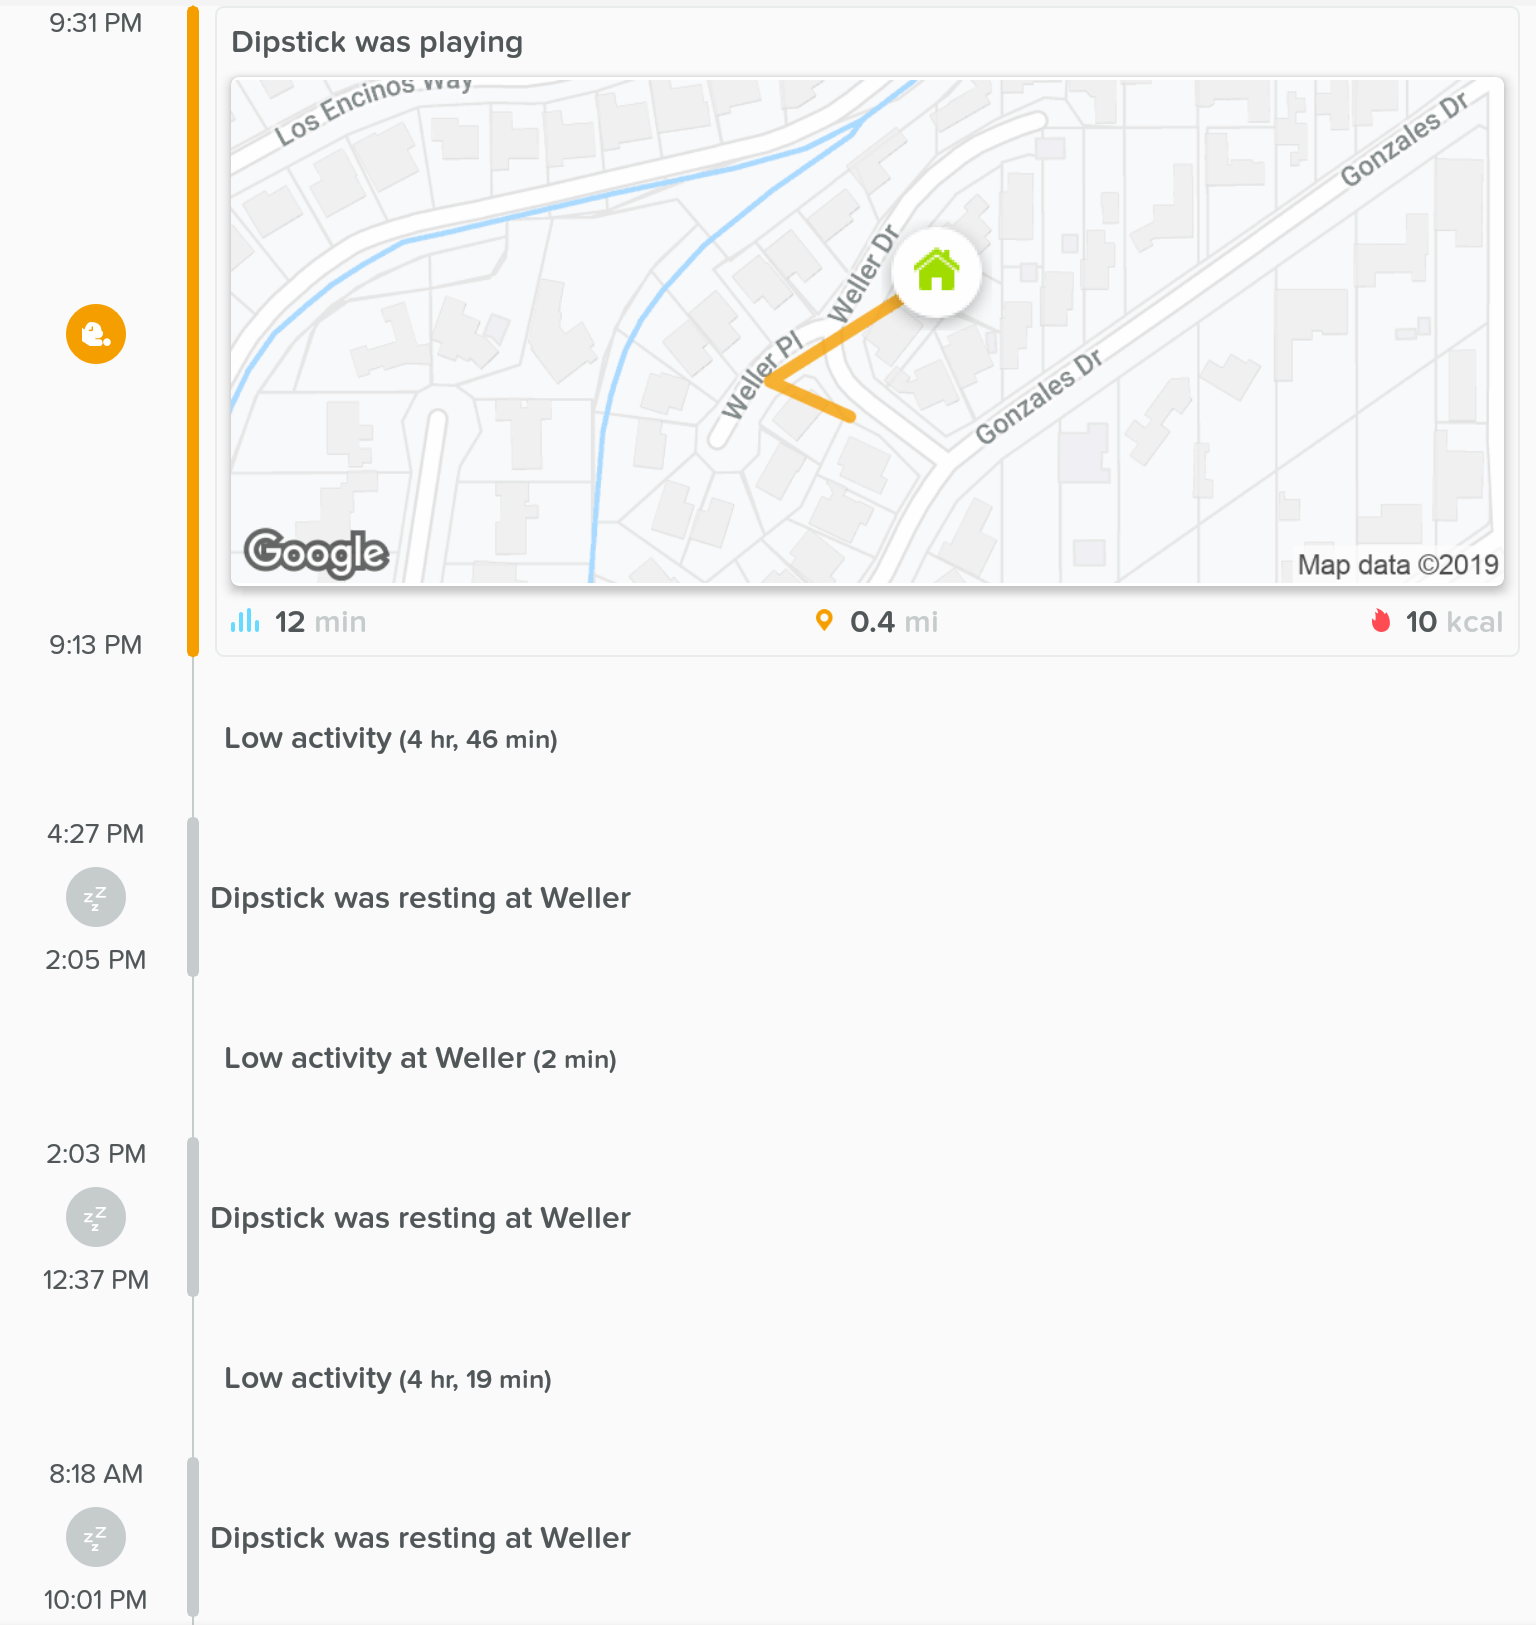 9:31 PM
Dipstick was playing
Los Encinos Way
Gonzales Dr
Weller Dr
Weller Pl
Gonzales Dr
Google
Map data ©2019
12 min
0.4 mi
10 kcal
9:13 PM
Low activity (4 hr, 46 min)
4:27 PM
zZz
Dipstick was resting at Weller
2:05 PM
Low activity at Weller (2 min)
2:03 PM
zZz
Dipstick was resting at Weller
12:37 PM
Low activity (4 hr, 19 min)
8:18 AM
zZz
Dipstick was resting at Weller
10:01 PM